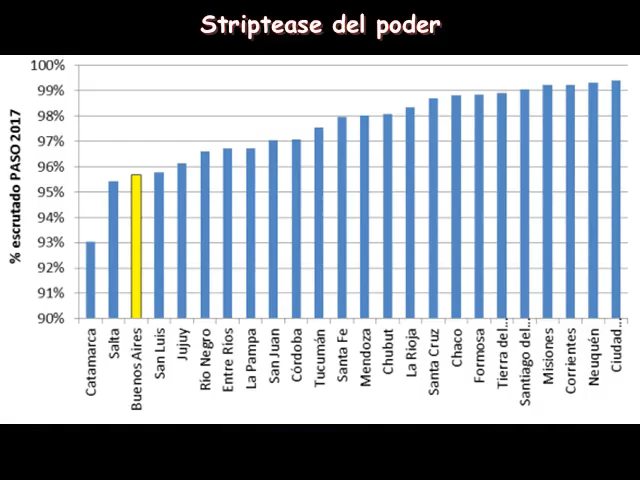 Striptease del poder
% escrutado PASO 2017
100%
99%
98%
97%
96%
95%
94%
93%
92%
91%
90%
Catamarca
Salta
Buenos Aires
San Luis
Jujuy
Río Negro
Entre Ríos
La Pampa
San Juan
Córdoba
Tucumán
Santa Fe
Mendoza
Chubut
La Rioja
Santa Cruz
Chaco
Formosa
Tierra del...
Santiago del...
Misiones
Corrientes
Neuquén
Ciudad...